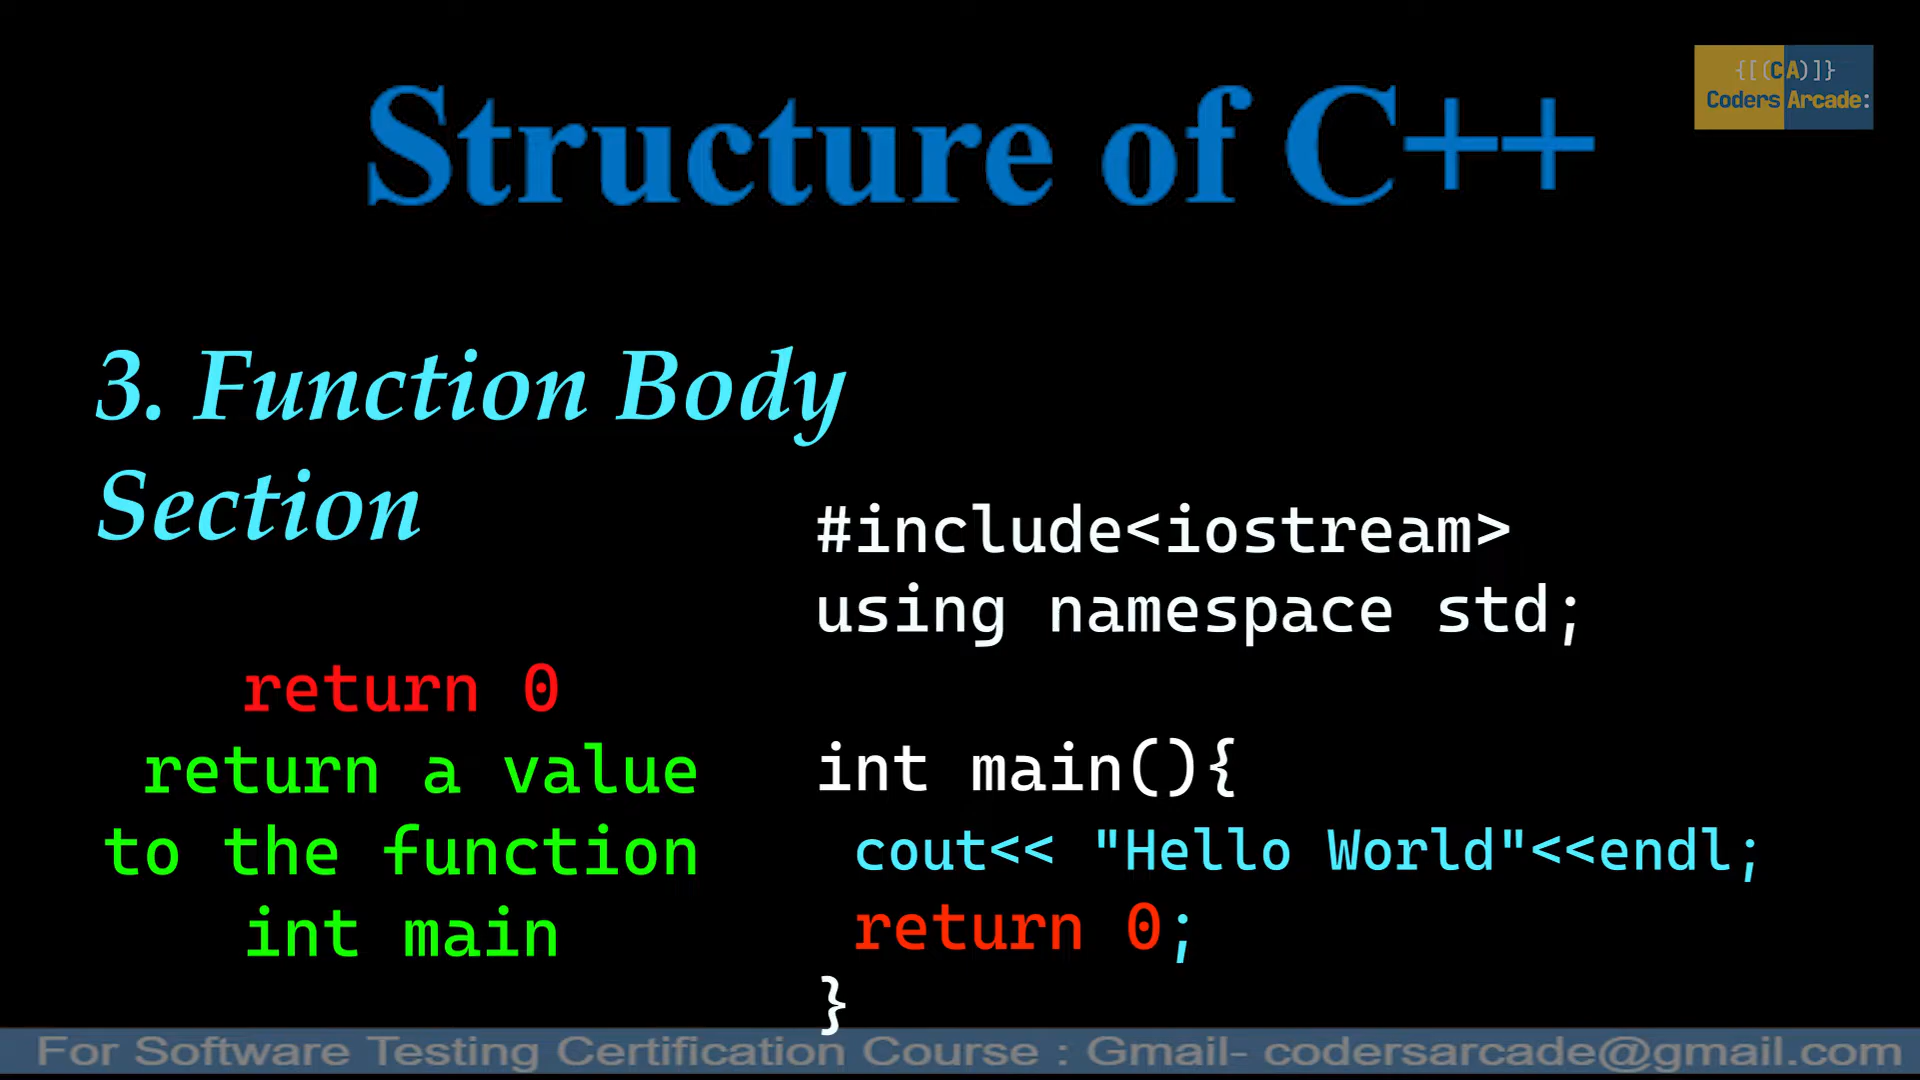 {[(CA)]}
Coders Arcade:
Structure of C++
3. Function Body
Section
return 0
return a value
to the function
int main
#include<iostream>
using namespace std;
int main(){
cout<< "Hello World"<<endl;
return 0;
}
For Software Testing Certification Course : Gmail- codersarcade@gmail.com